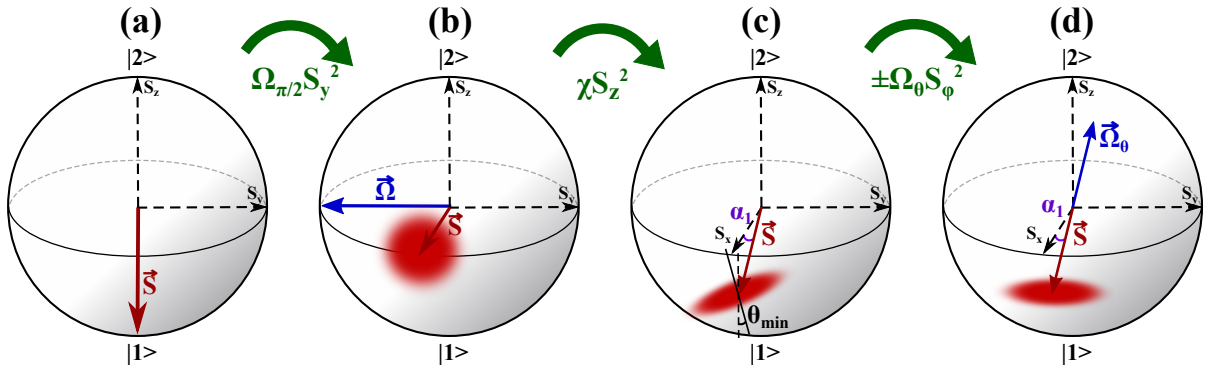 (a)
(b)
(c)
(d)
Ω_{π/2}S_y^2
χS_z^2
±Ω_θS_φ^2
|2>
S_z
S_y
S⃗
|1>
|2>
S_z
S_y
Ω⃗
S⃗
|1>
|2>
S_z
S_y
α_1
S_x
S⃗
θ_min
|1>
|2>
S_z
Ω⃗_θ
S_y
α_1
S_x
S⃗
|1>